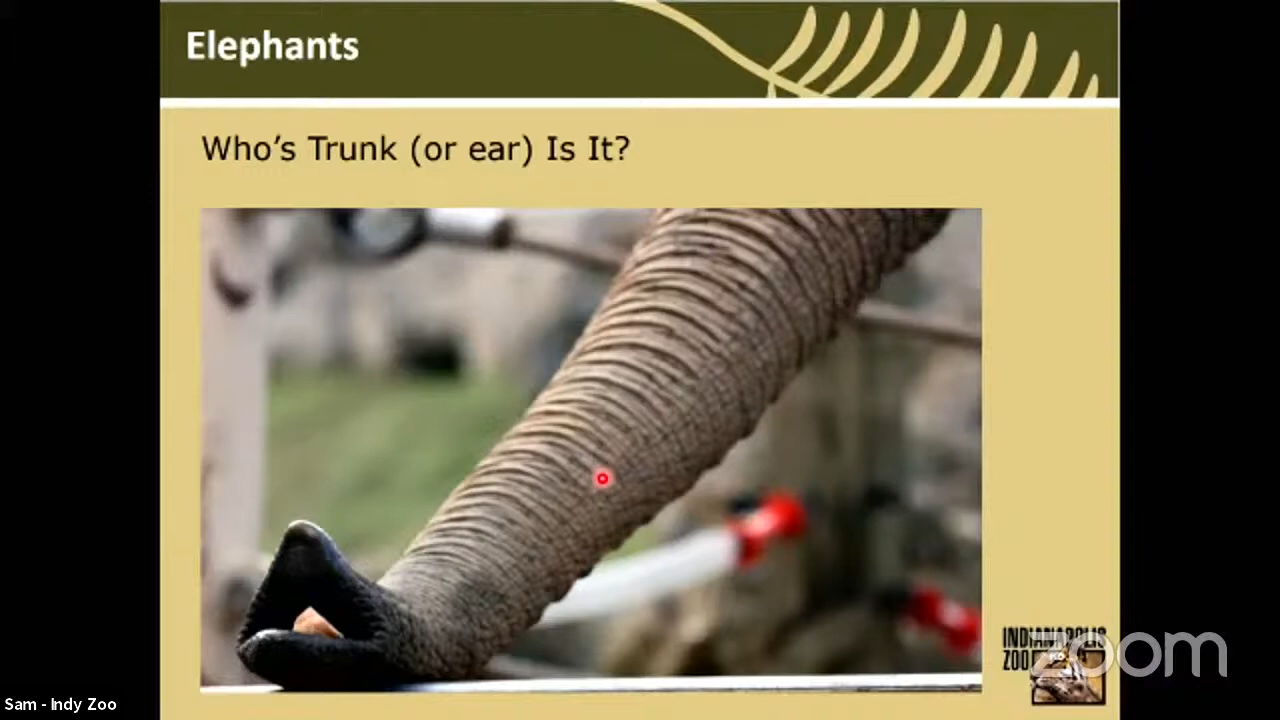 Elephants
Who's Trunk (or ear) Is It?
INDIANAPOLIS
ZOO
zoom
Sam - Indy Zoo